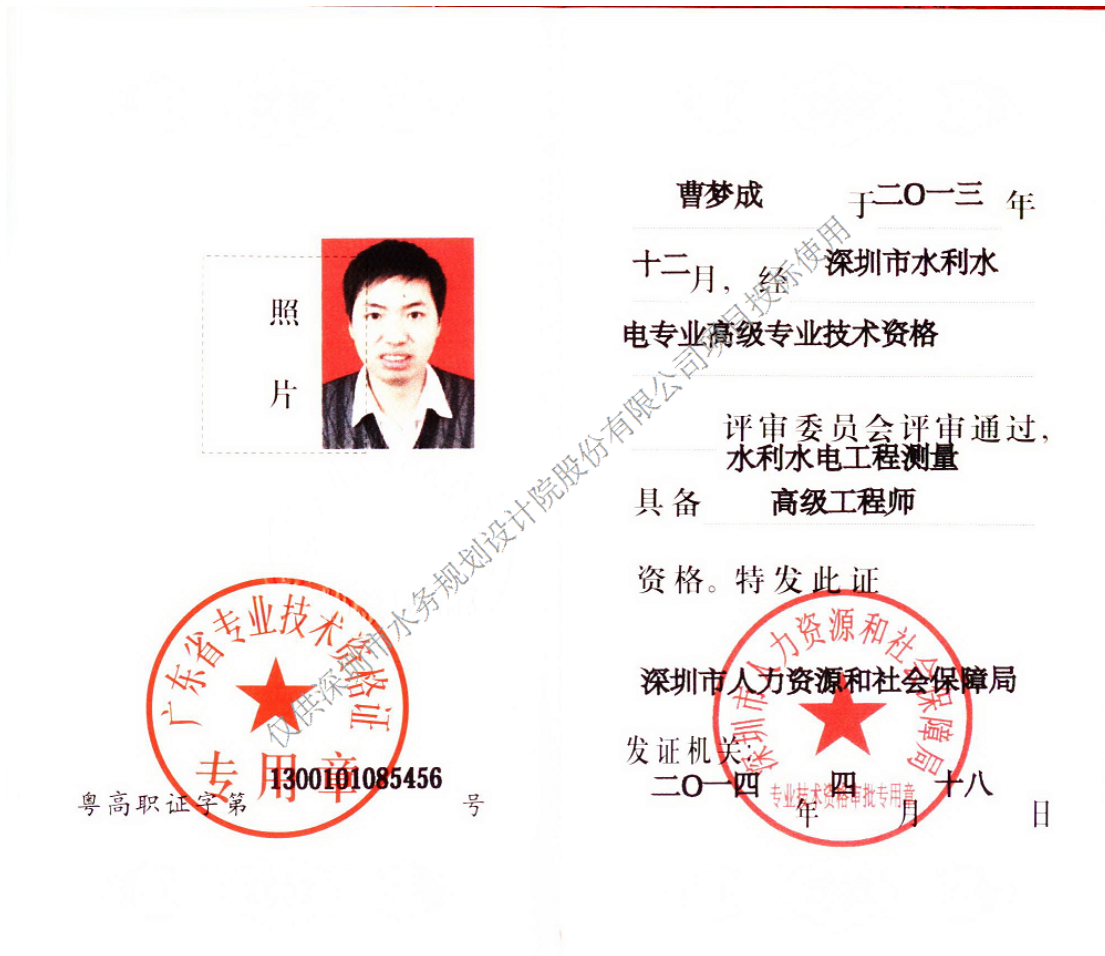 照
片
广东省专业技术资格证
专用章
粤高职证字第 1300101085456 号
曹梦成 于二〇一三 年
十二月，经 深圳市水利水
电专业高级专业技术资格
评审委员会评审通过，
水利水电工程测量
具备 高级工程师
资格。特发此证
深圳市人力资源和社会保障局
深圳市人力资源和社会保障局
专业技术资格审批专用章
发证机关：
二〇一四 年 四 月 十八 日
仅供深圳市水务规划设计院股份有限公司项目投标使用